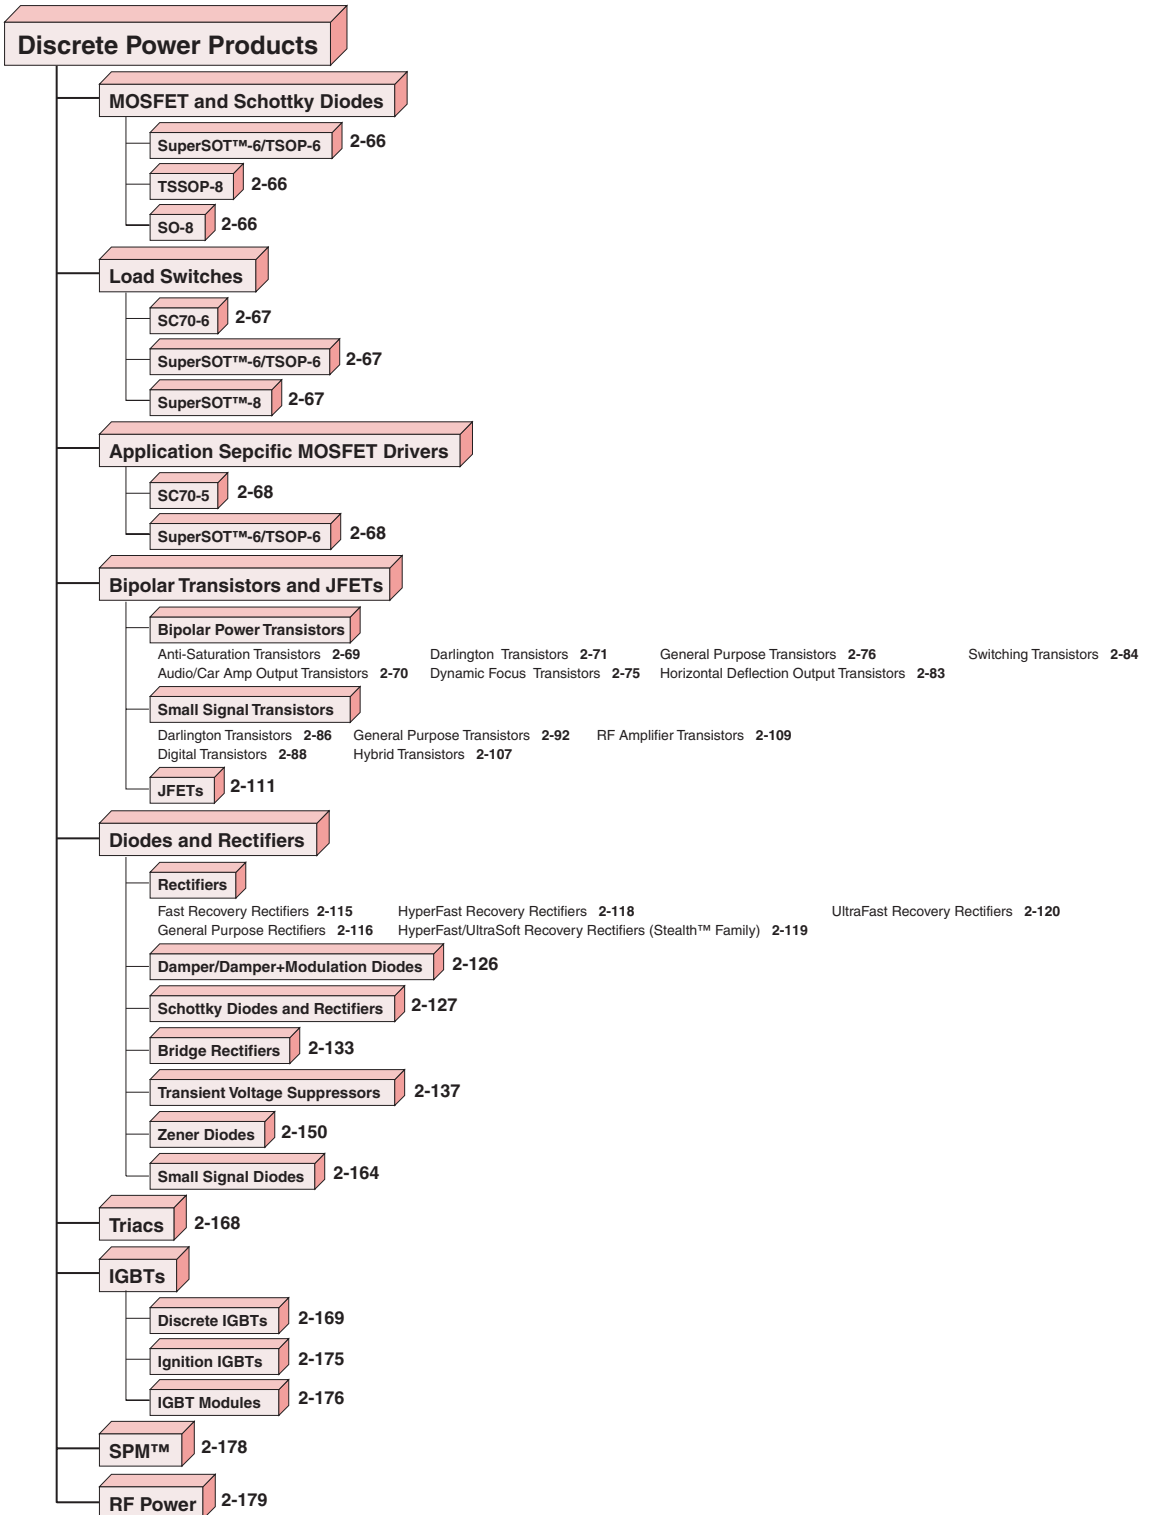 Discrete Power Products
MOSFET and Schottky Diodes
SuperSOT™-6/TSOP-6 2-66
TSSOP-8 2-66
SO-8 2-66
Load Switches
SC70-6 2-67
SuperSOT™-6/TSOP-6 2-67
SuperSOT™-8 2-67
Application Sepcific MOSFET Drivers
SC70-5 2-68
SuperSOT™-6/TSOP-6 2-68
Bipolar Transistors and JFETs
Bipolar Power Transistors
Anti-Saturation Transistors 2-69 Darlington Transistors 2-71 General Purpose Transistors 2-76 Switching Transistors 2-84
Audio/Car Amp Output Transistors 2-70 Dynamic Focus Transistors 2-75 Horizontal Deflection Output Transistors 2-83
Small Signal Transistors
Darlington Transistors 2-86 General Purpose Transistors 2-92 RF Amplifier Transistors 2-109
Digital Transistors 2-88 Hybrid Transistors 2-107
JFETs 2-111
Diodes and Rectifiers
Rectifiers
Fast Recovery Rectifiers 2-115 HyperFast Recovery Rectifiers 2-118 UltraFast Recovery Rectifiers 2-120
General Purpose Rectifiers 2-116 HyperFast/UltraSoft Recovery Rectifiers (Stealth™ Family) 2-119
Damper/Damper+Modulation Diodes 2-126
Schottky Diodes and Rectifiers 2-127
Bridge Rectifiers 2-133
Transient Voltage Suppressors 2-137
Zener Diodes 2-150
Small Signal Diodes 2-164
Triacs 2-168
IGBTs
Discrete IGBTs 2-169
Ignition IGBTs 2-175
IGBT Modules 2-176
SPM™ 2-178
RF Power 2-179